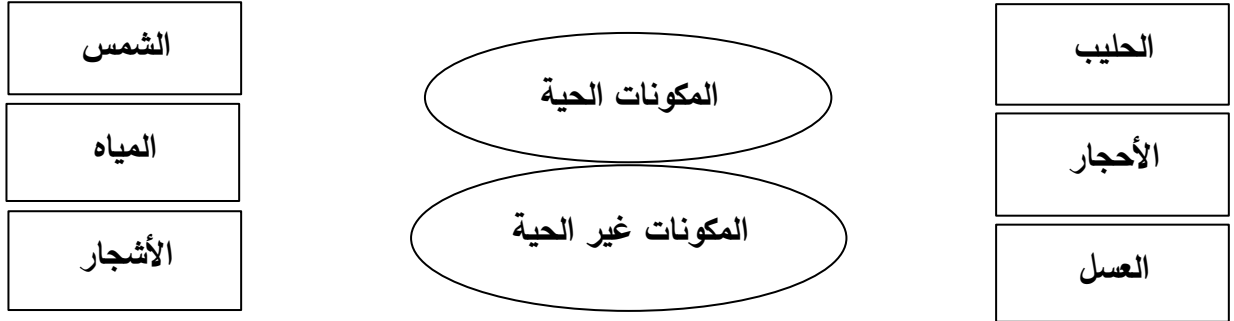 الحليب
الأحجار
العسل
المكونات الحية
المكونات غير الحية
الشمس
المياه
الأشجار